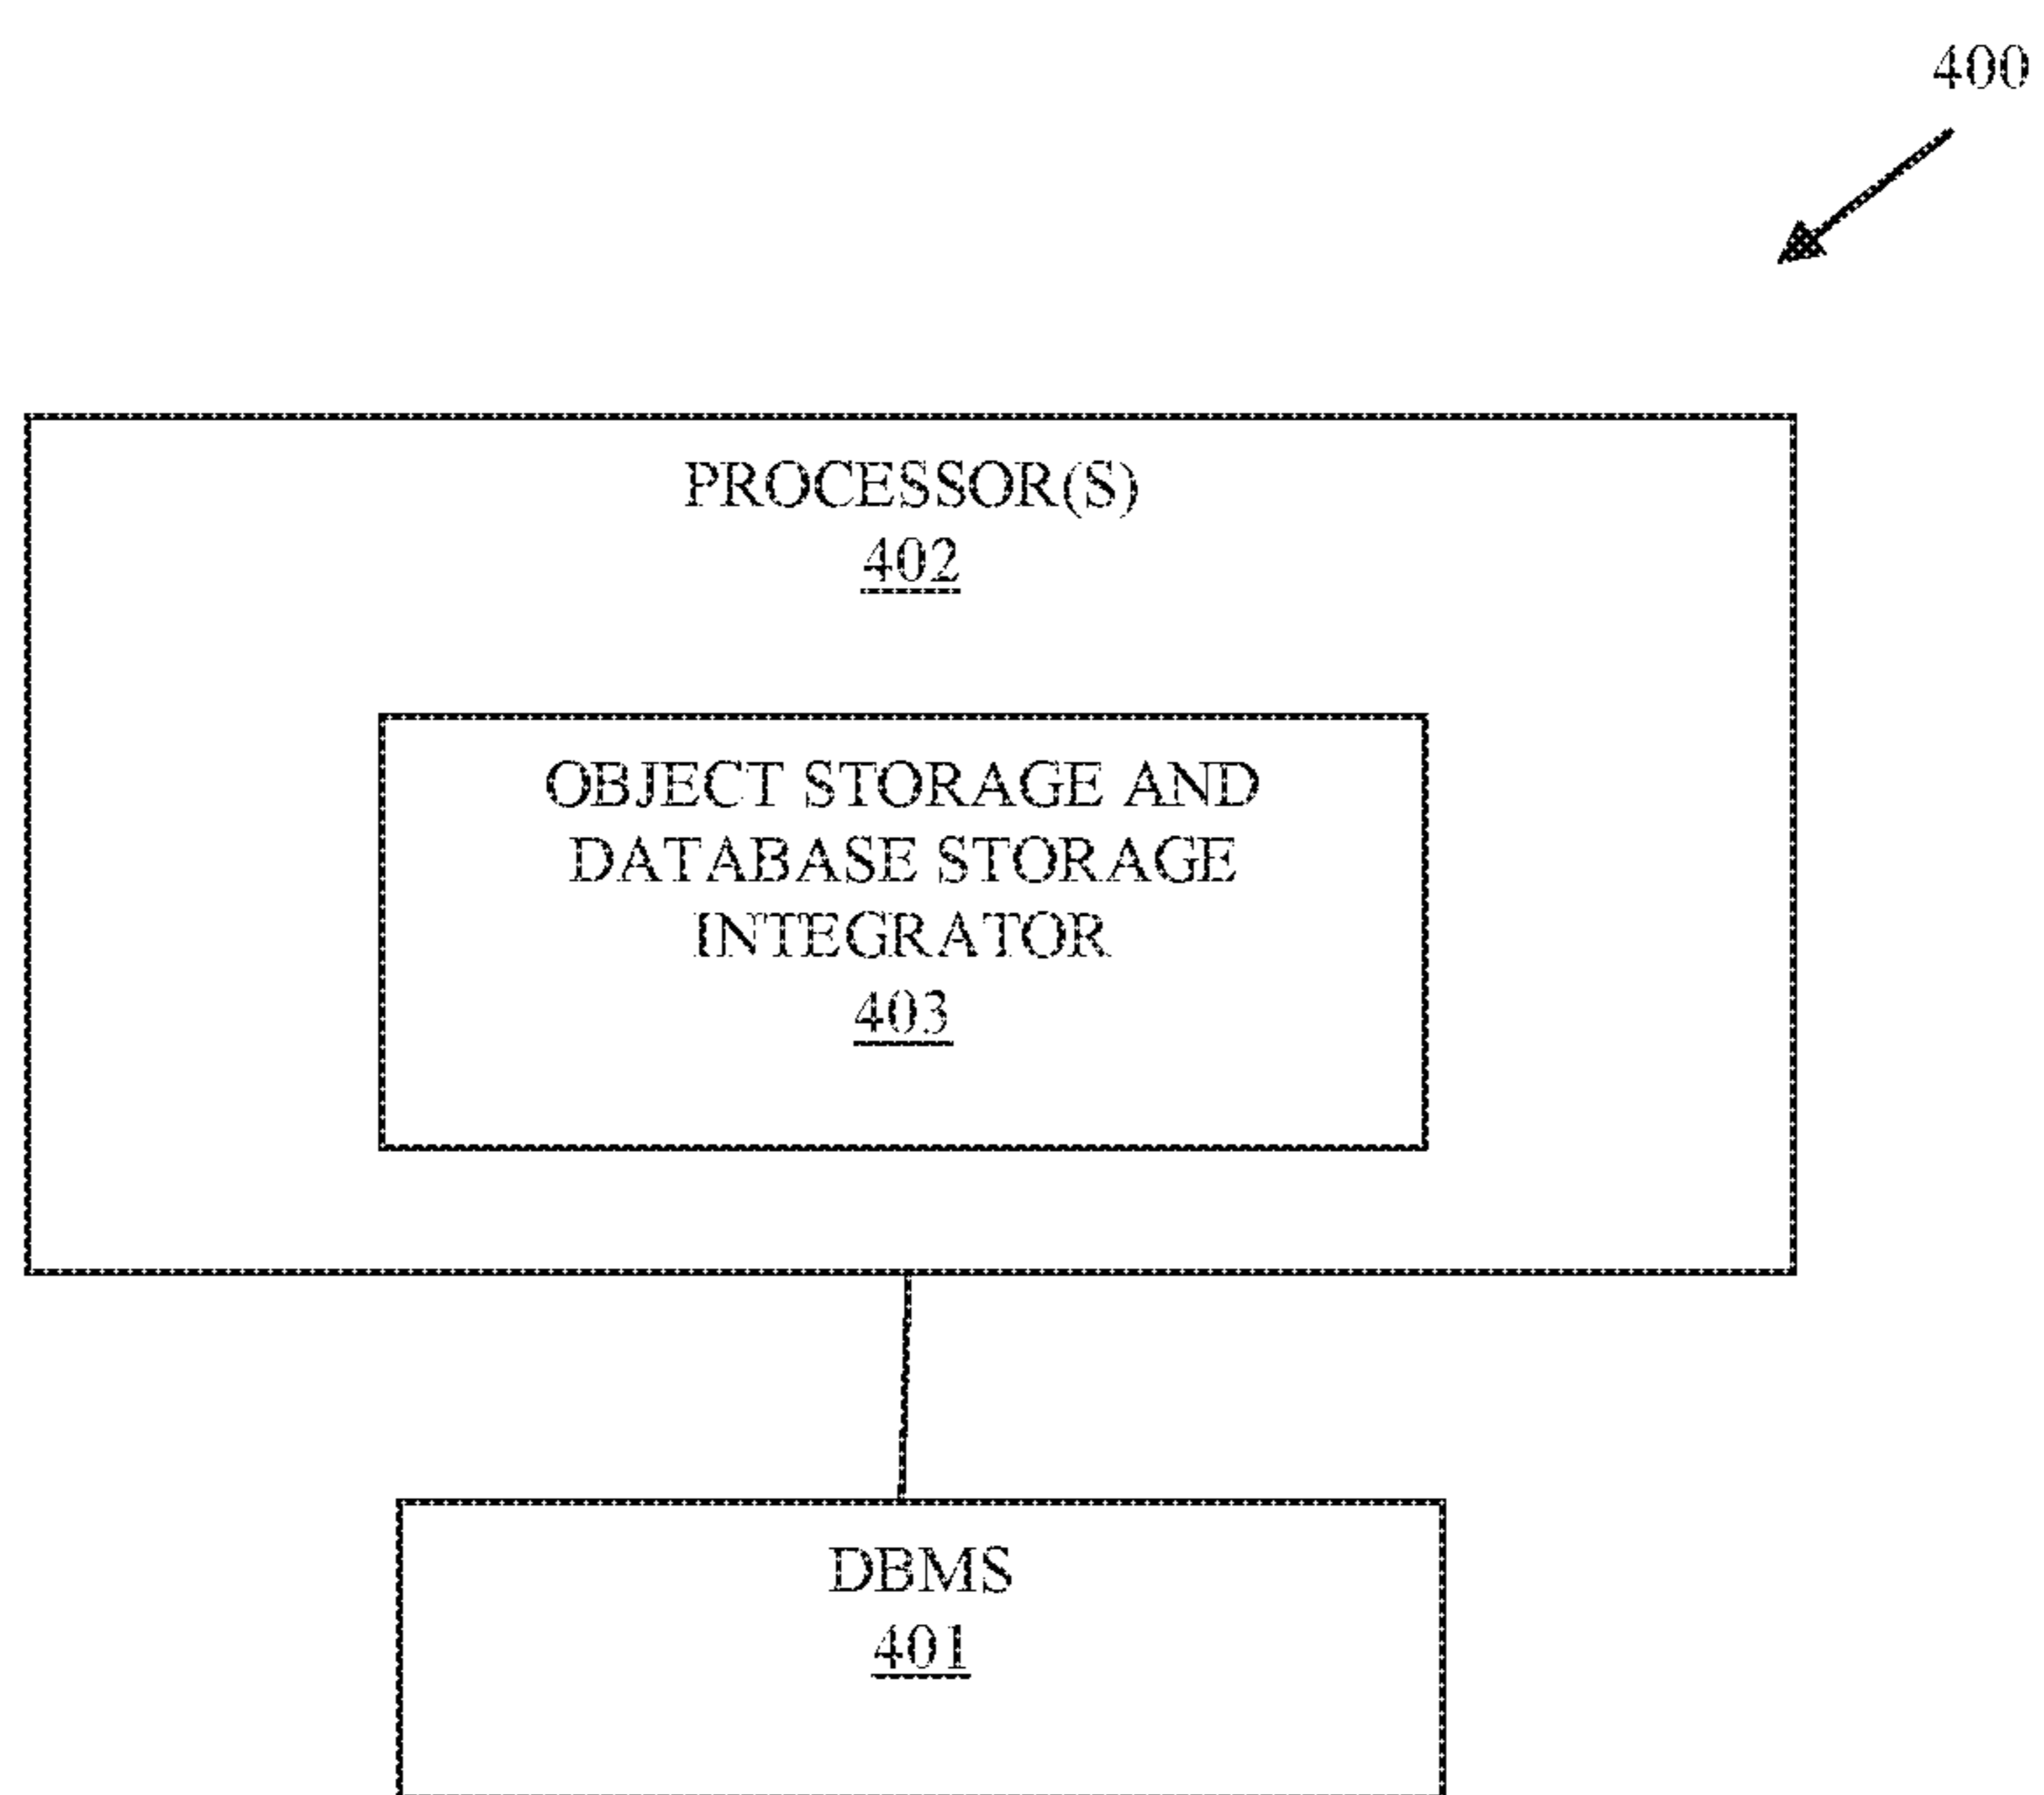 400
PROCESSOR(S)
402
OBJECT STORAGE AND
DATABASE STORAGE
INTEGRATOR
403
DBMS
401